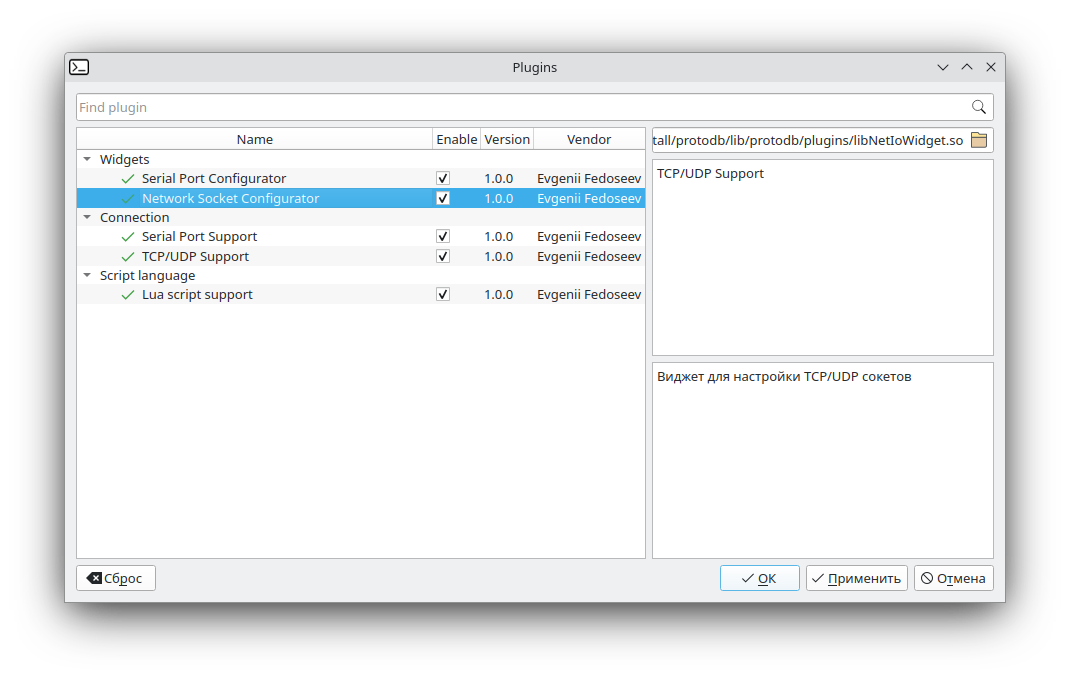 Plugins
Find plugin
Name Enable Version Vendor
Widgets
Serial Port Configurator 1.0.0 Evgenii Fedoseev
Network Socket Configurator 1.0.0 Evgenii Fedoseev
Connection
Serial Port Support 1.0.0 Evgenii Fedoseev
TCP/UDP Support 1.0.0 Evgenii Fedoseev
Script language
Lua script support 1.0.0 Evgenii Fedoseev
tall/protodb/lib/protodb/plugins/libNetIoWidget.so
TCP/UDP Support
Виджет для настройки TCP/UDP сокетов
Сброс
ОК
Применить
Отмена